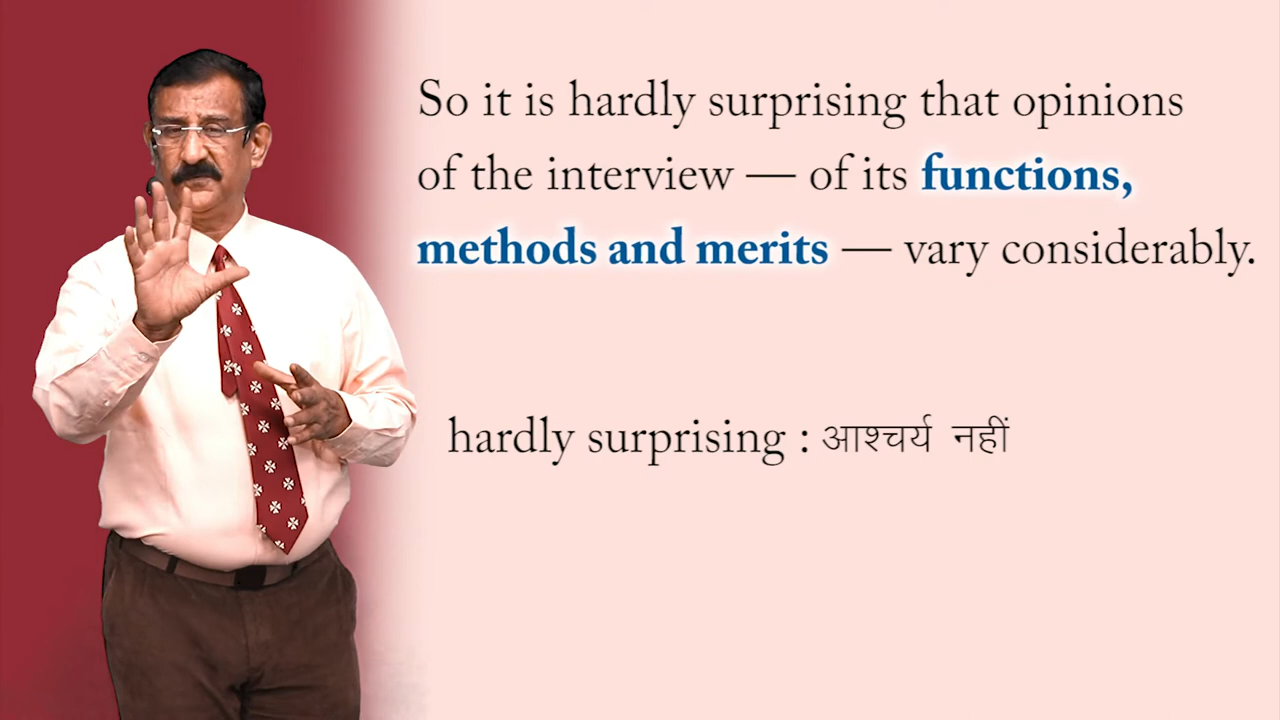 So it is hardly surprising that opinions
of the interview — of its functions,
methods and merits — vary considerably.
hardly surprising : आश्चर्य नहीं